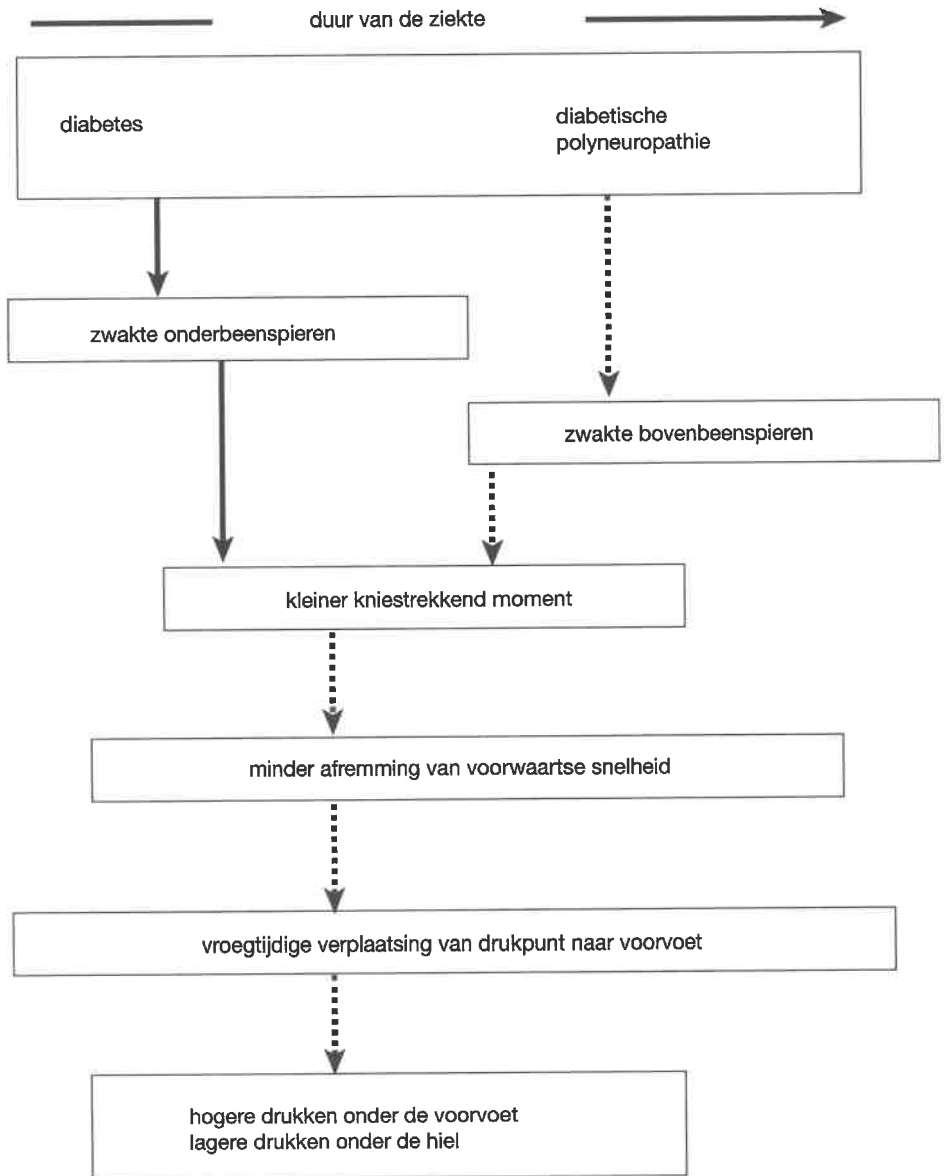 duur van de ziekte
diabetes
diabetische
polyneuropathie
zwakte onderbeenspieren
zwakte bovenbeenspieren
kleiner kniestrekkend moment
minder afremming van voorwaartse snelheid
vroegtijdige verplaatsing van drukpunt naar voorvoet
hogere drukken onder de voorvoet
lagere drukken onder de hiel